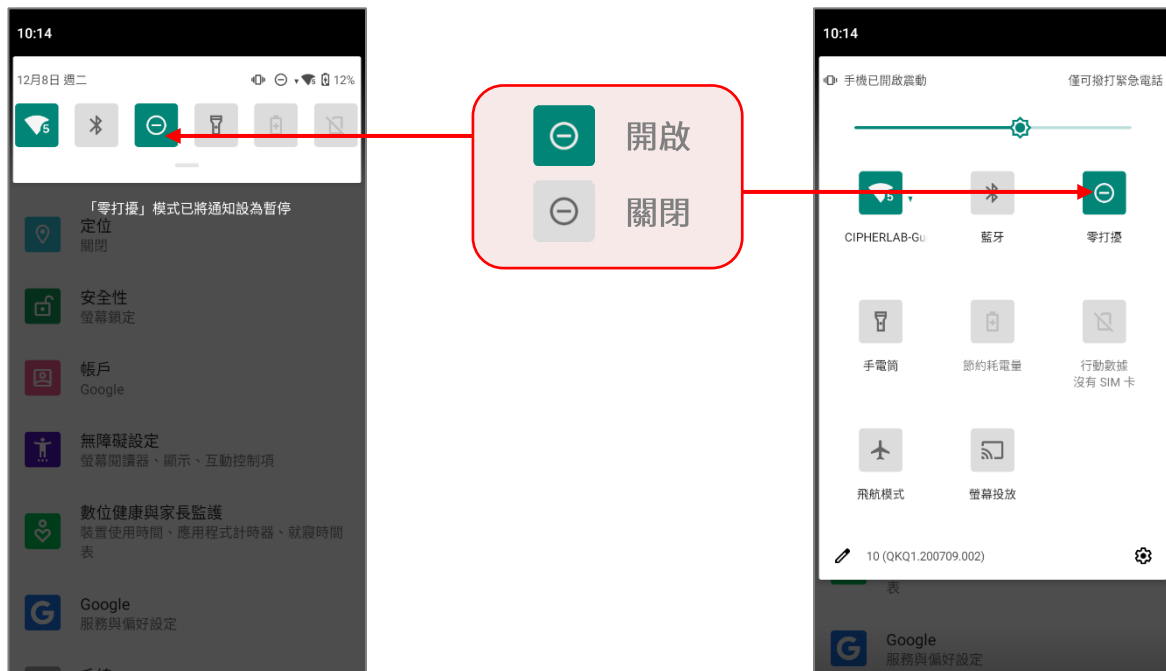 10:14
12月8日 週二
5
12%
5
「零打擾」模式已將通知設為暫停
定位
關閉
安全性
螢幕鎖定
帳戶
Google
無障礙設定
螢幕閱讀器、顯示、互動控制項
數位健康與家長監護
裝置使用時間、應用程式計時器、就寢時間
表
G
Google
服務與偏好設定
開啟
關閉
10:14
手機已開啟震動
僅可撥打緊急電話
5
CIPHERLAB-Gu
藍牙
零打擾
手電筒
節約耗電量
行動數據
沒有 SIM 卡
飛航模式
螢幕投放
10 (QKQ1.200709.002)
表
G
Google
服務與偏好設定